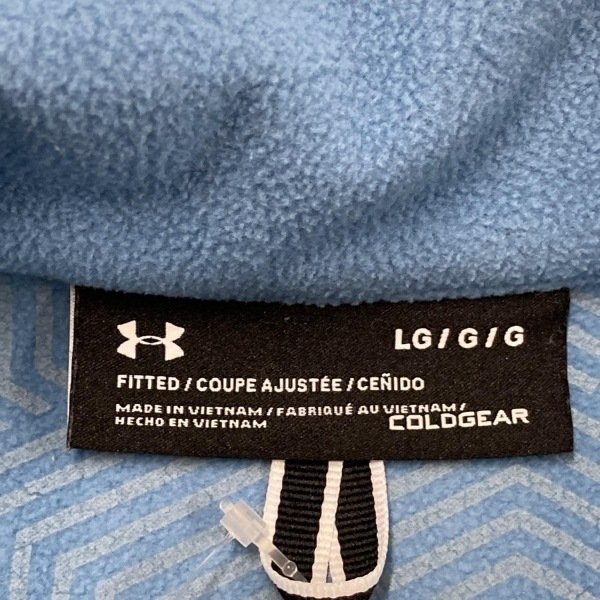 LG / G / G
FITTED / COUPE AJUSTÉE / CEÑIDO
MADE IN VIETNAM / FABRIQUÉ AU VIETNAM /
HECHO EN VIETNAM
COLDGEAR